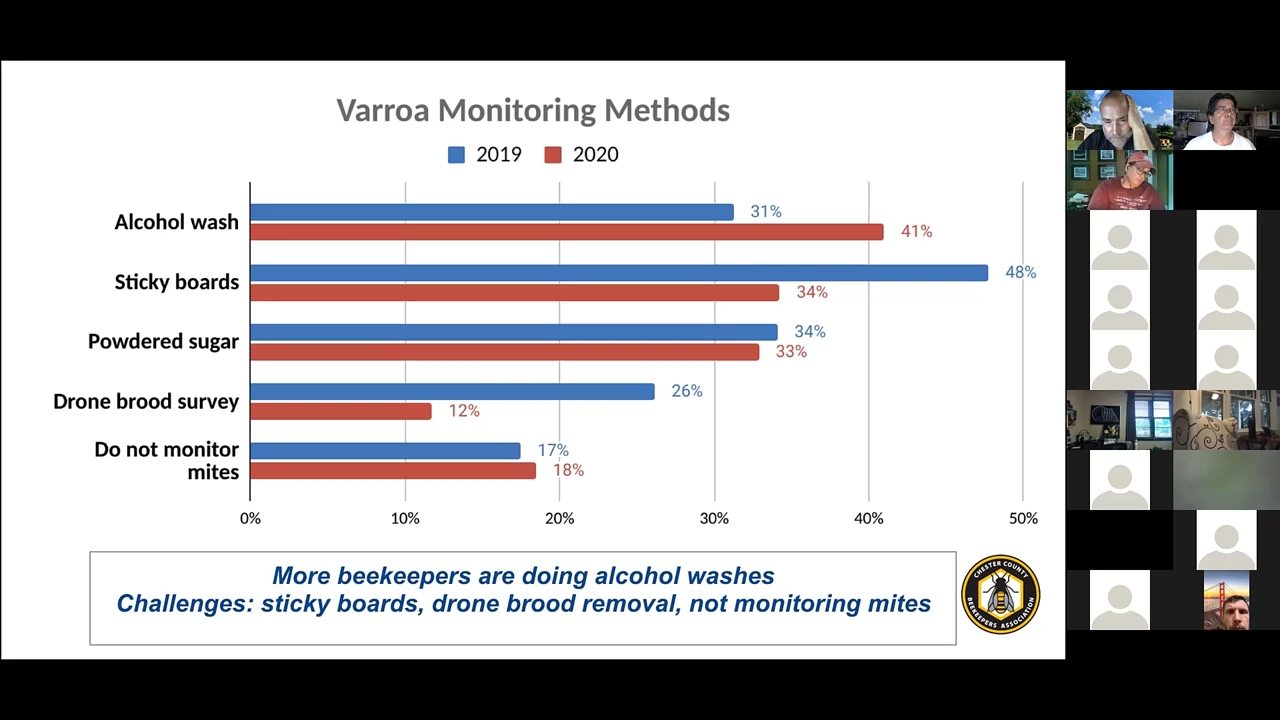 Varroa Monitoring Methods
2019 2020
Alcohol wash
31%
41%
Sticky boards
48%
34%
Powdered sugar
34%
33%
Drone brood survey
26%
12%
Do not monitor
mites
17%
18%
0% 10% 20% 30% 40% 50%
More beekeepers are doing alcohol washes
Challenges: sticky boards, drone brood removal, not monitoring mites
CHESTER COUNTY
BEEKEEPERS ASSOCIATION